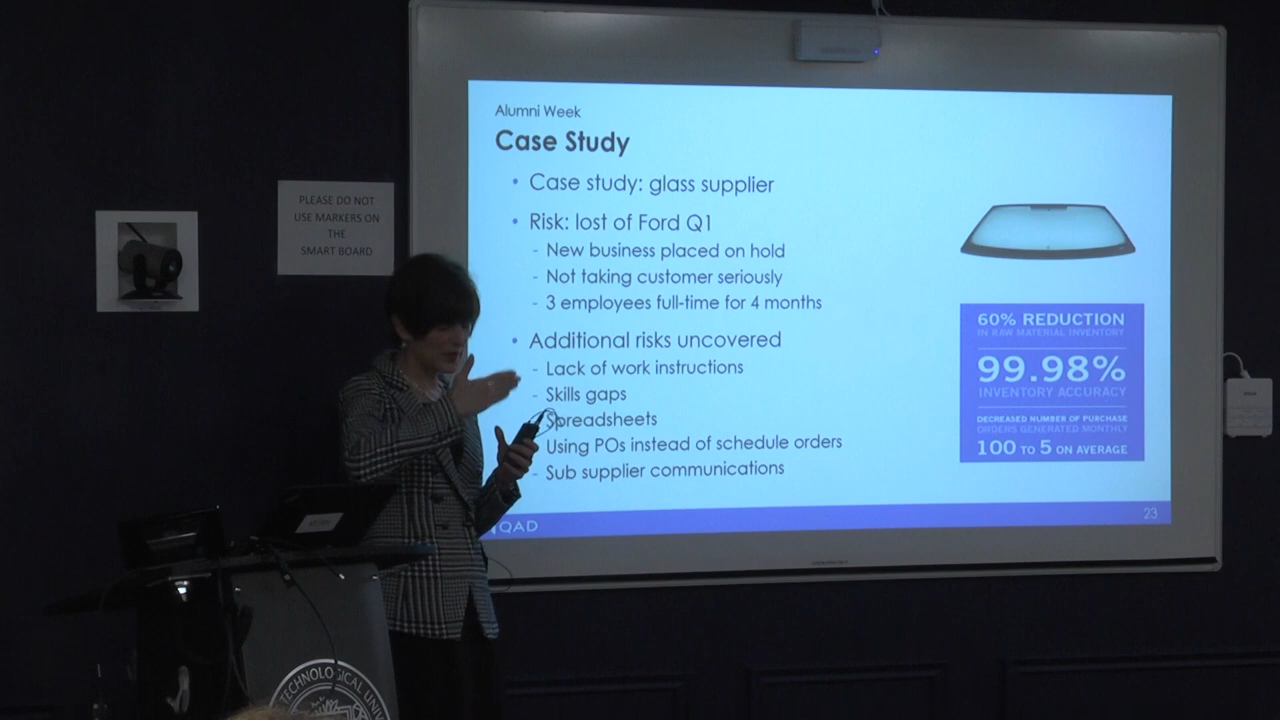 Alumni Week
Case Study
• Case study: glass supplier
• Risk: lost of Ford Q1
- New business placed on hold
- Not taking customer seriously
- 3 employees full-time for 4 months
• Additional risks uncovered
- Lack of work instructions
- Skills gaps
Spreadsheets
Using POs instead of schedule orders
- Sub supplier communications
60% REDUCTION
IN RAW MATERIAL INVENTORY
99.98%
INVENTORY ACCURACY
DECREASED NUMBER OF PURCHASE
ORDERS GENERATED MONTHLY
100 TO 5 ON AVERAGE
QAD
23
PLEASE DO NOT
USE MARKERS ON
THE
SMART BOARD
TECHNOLOGICAL